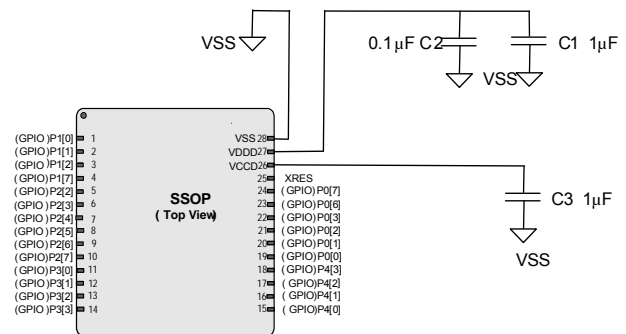 VSS
0.1 µF C2
C1 1µF
VSS
(GPIO )P1[0] 1
(GPIO )P1[1] 2
(GPIO )P1[2] 3
(GPIO )P1[7] 4
(GPIO )P2[2] 5
(GPIO )P2[3] 6
(GPIO )P2[4] 7
(GPIO )P2[5] 8
(GPIO )P2[6] 9
(GPIO)P2[7] 10
(GPIO )P3[0] 11
(GPIO )P3[1] 12
(GPIO )P3[2] 13
(GPIO )P3[3] 14
SSOP
( Top View)
VSS 28
VDDD 27
VCCD 26
25 XRES
24 (GPIO) P0[7]
23 (GPIO)P0[6]
22 (GPIO)P0[3]
21 (GPIO)P0[2]
20 (GPIO)P0[1]
19 (GPIO)P0[0]
18 (GPIO)P4[3]
17 ( GPIO)P4[2]
16 ( GPIO)P4[1]
15 ( GPIO)P4[0]
C3 1µF
VSS